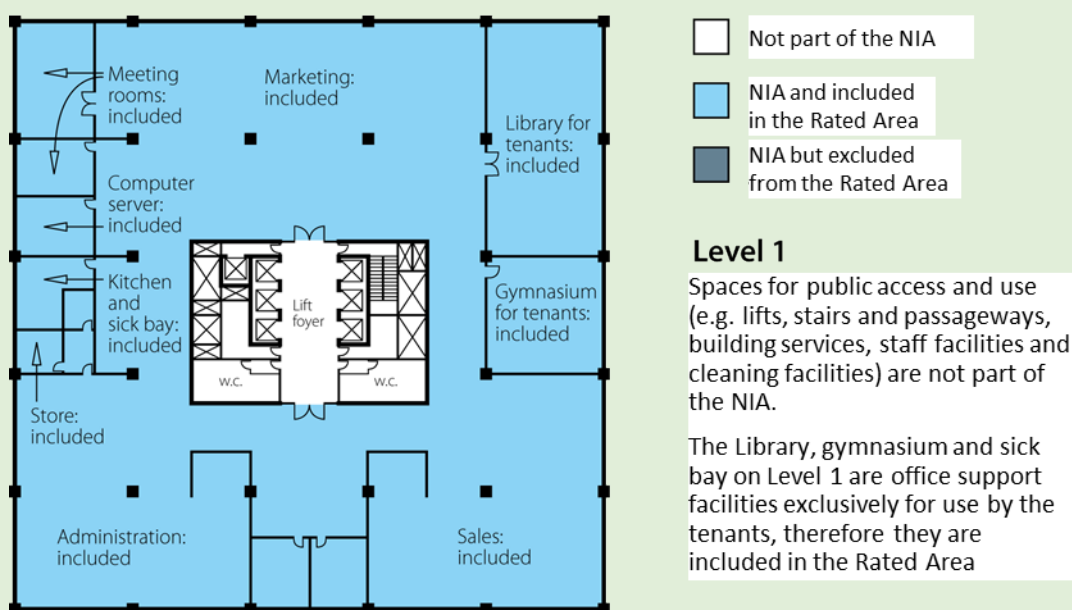 Meeting
rooms:
included
Marketing:
included
Library for
tenants:
included
Computer
server:
included
Kitchen
and
sick bay:
included
Lift
foyer
Gymnasium
for tenants:
included
w.c.
w.c.
Store:
included
Administration:
included
Sales:
included
Not part of the NIA
NIA and included
in the Rated Area
NIA but excluded
from the Rated Area
Level 1
Spaces for public access and use
(e.g. lifts, stairs and passageways,
building services, staff facilities and
cleaning facilities) are not part of
the NIA.
The Library, gymnasium and sick
bay on Level 1 are office support
facilities exclusively for use by the
tenants, therefore they are
included in the Rated Area